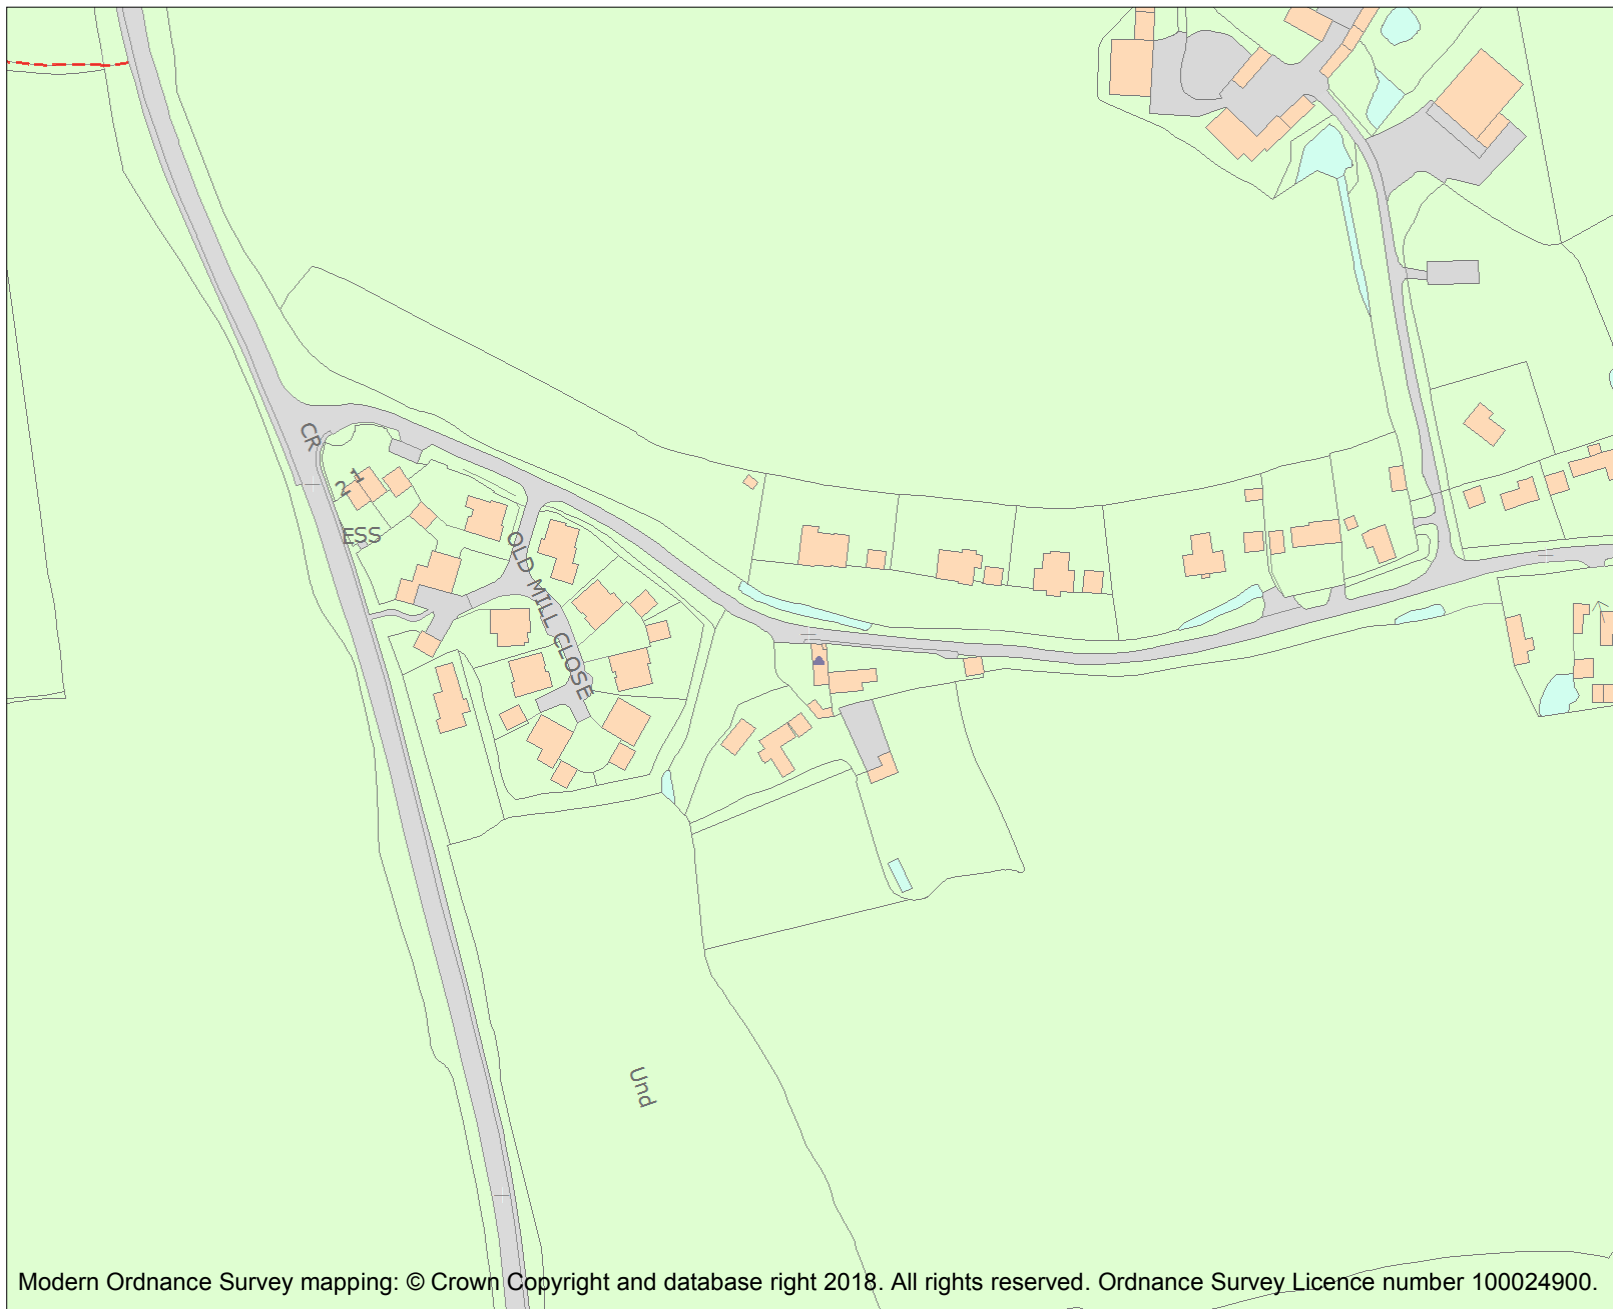 CR
1
2
ESS
OLD MILL CLOSE
Und
Modern Ordnance Survey mapping: © Crown Copyright and database right 2018. All rights reserved. Ordnance Survey Licence number 100024900.